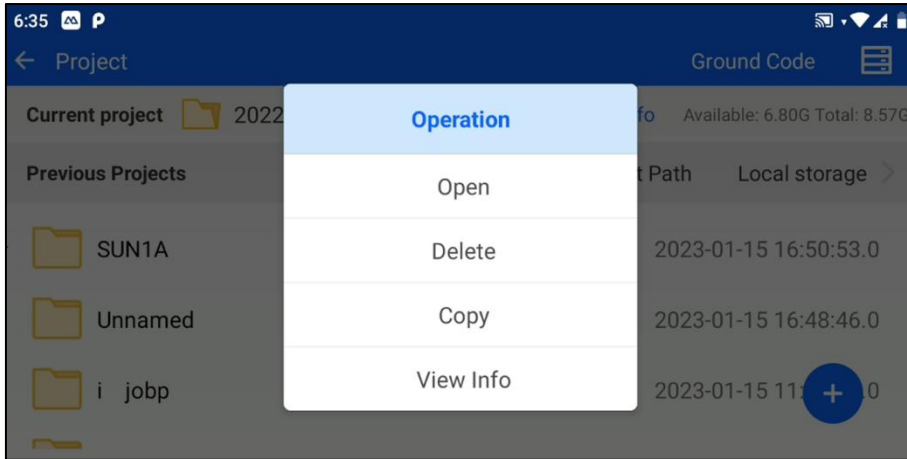 6:35
Project Ground Code
Current project 2022 fo Available: 6.80G Total: 8.57G
Operation
Previous Projects t Path Local storage
Open
SUN1A 2023-01-15 16:50:53.0
Delete
Unnamed Copy 2023-01-15 16:48:46.0
View Info
i jobp 2023-01-15 11: .0